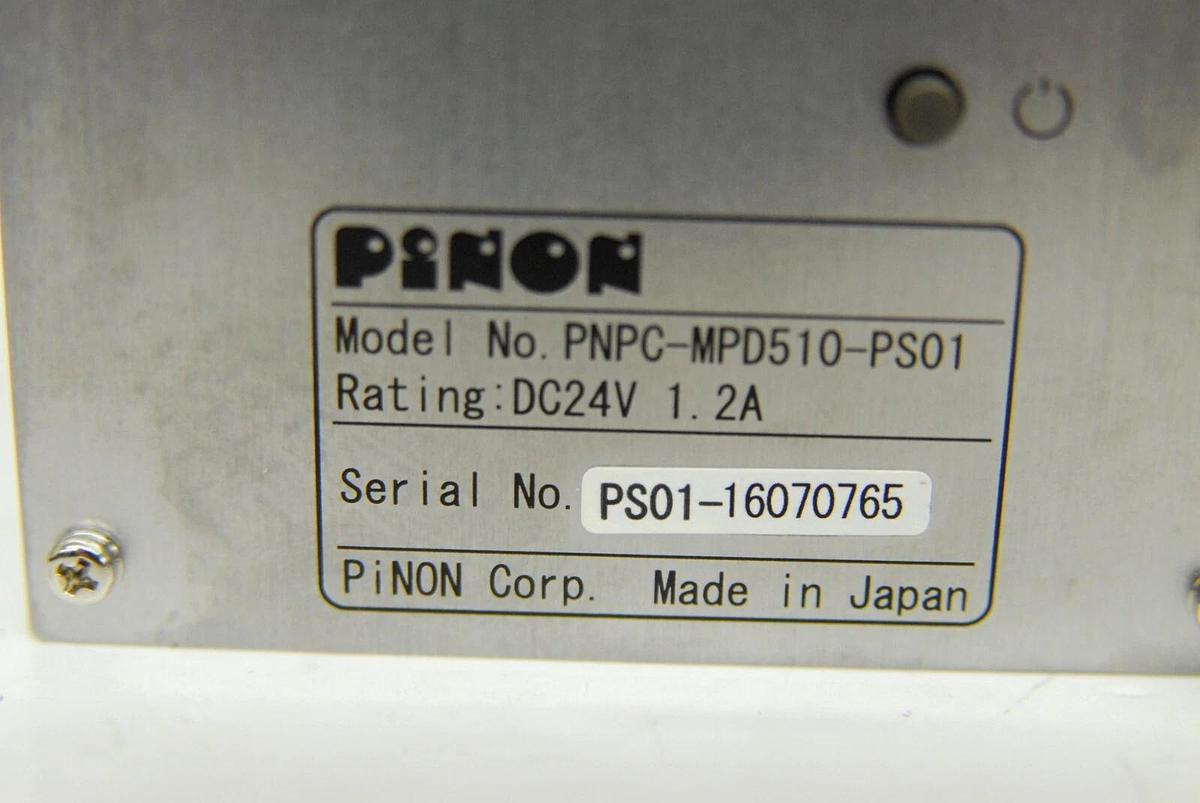 PiNON
Model No. PNPC-MPD510-PS01
Rating:DC24V 1.2A
Serial No. PS01-16070765
PiNON Corp. Made in Japan